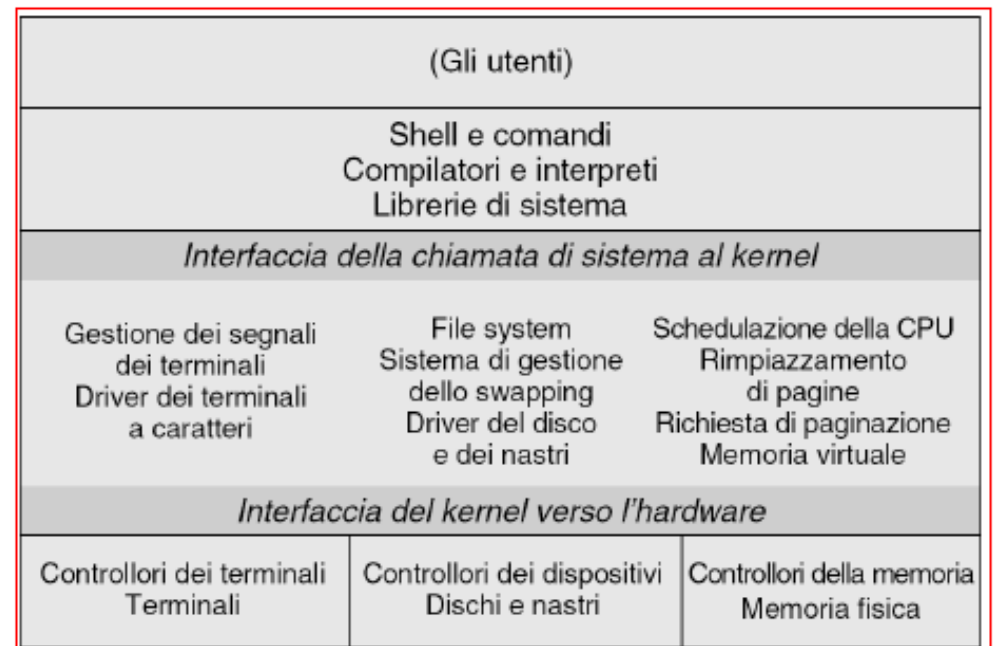 (Gli utenti)
Shell e comandi
Compilatori e interpreti
Librerie di sistema
Interfaccia della chiamata di sistema al kernel
Gestione dei segnali
dei terminali
Driver dei terminali
a caratteri
File system
Sistema di gestione
dello swapping
Driver del disco
e dei nastri
Schedulazione della CPU
Rimpiazzamento
di pagine
Richiesta di paginazione
Memoria virtuale
Interfaccia del kernel verso l'hardware
Controllori dei terminali
Terminali
Controllori dei dispositivi
Dischi e nastri
Controllori della memoria
Memoria fisica